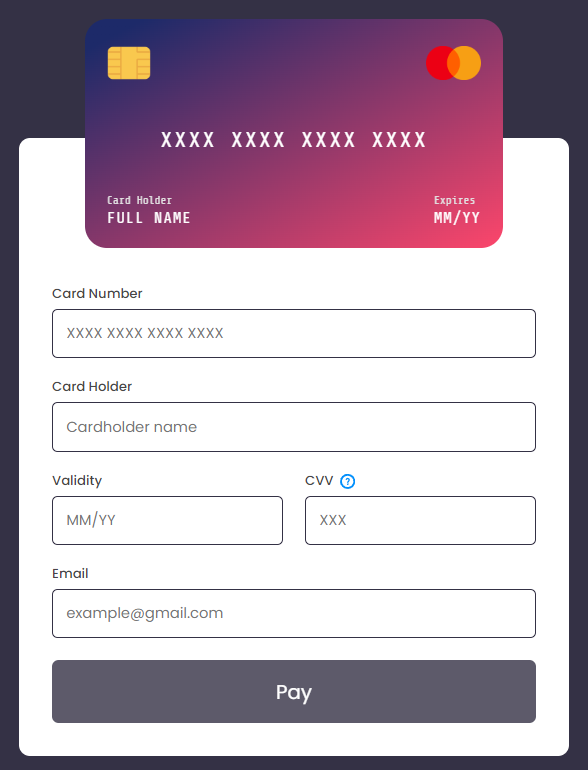 XXXX XXXX XXXX XXXX
Card Holder Expires
FULL NAME MM/YY
Card Number
XXXX XXXX XXXX XXXX
Card Holder
Cardholder name
Validity CVV ?
MM/YY XXX
Email
example@gmail.com
Pay